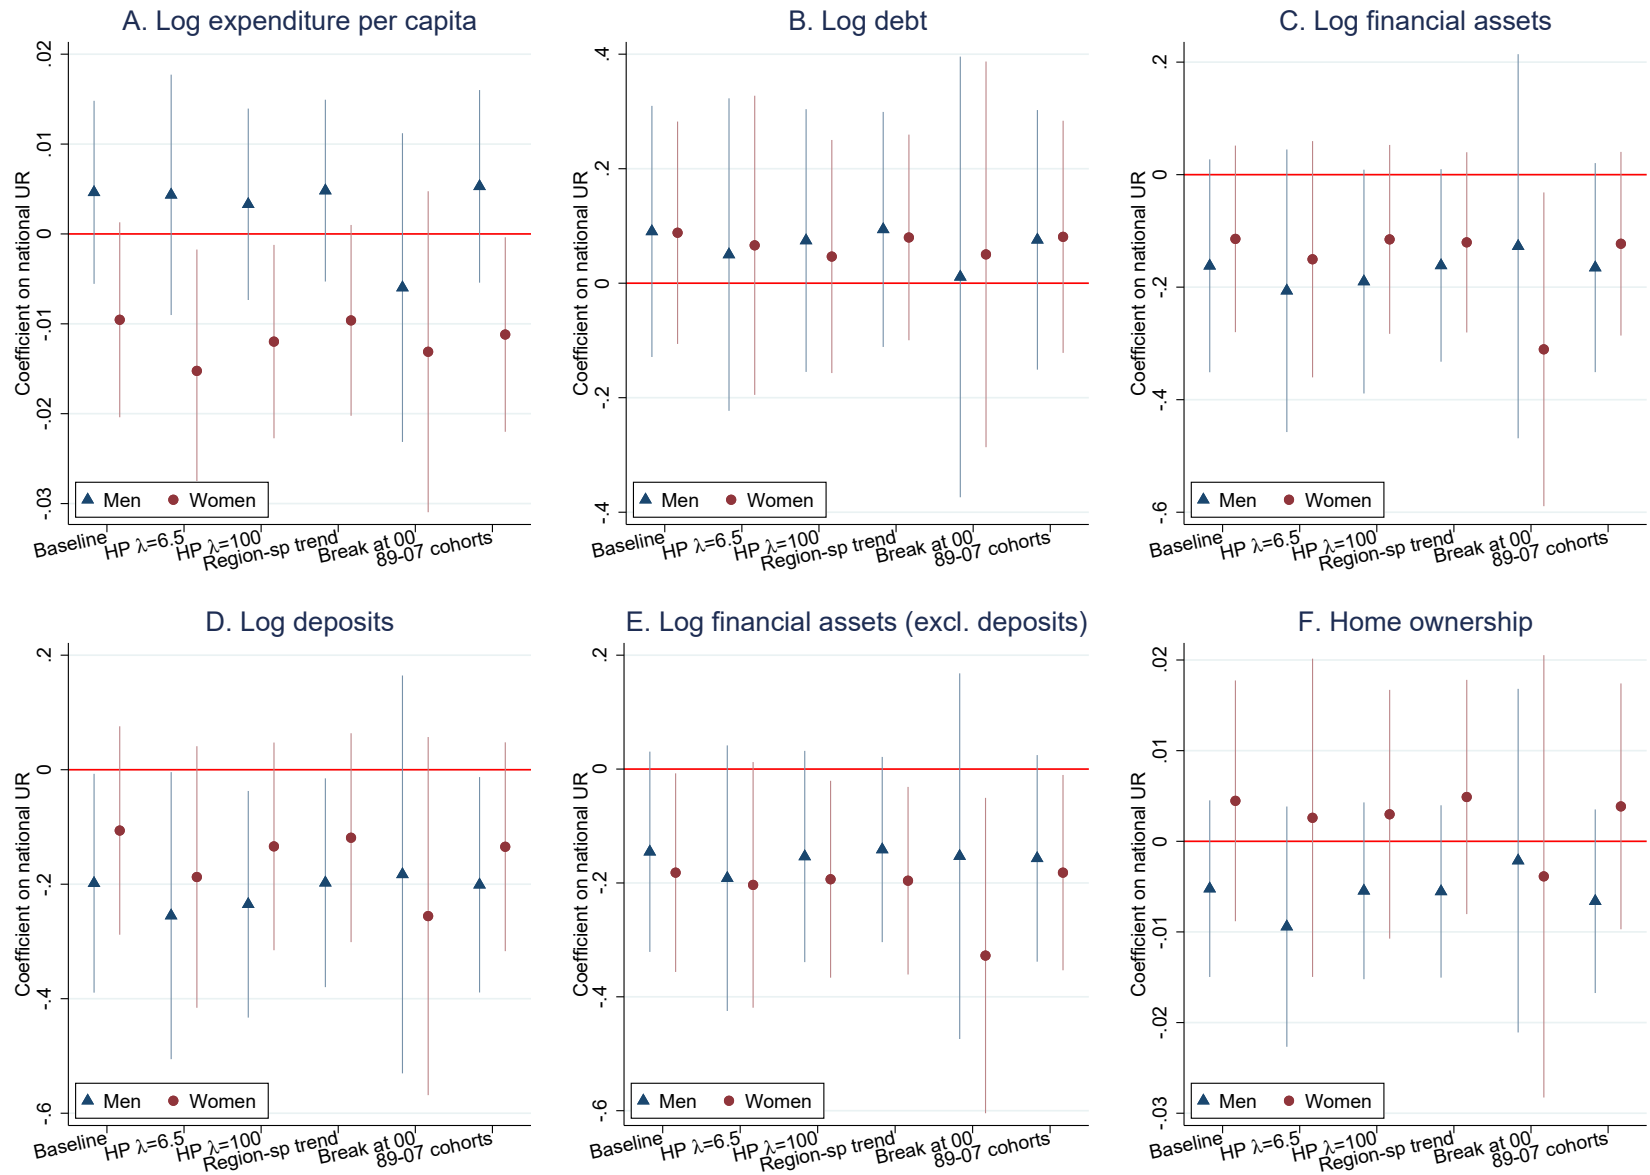 A. Log expenditure per capita
Coefficient on national UR
.02
.01
0
-.01
-.02
-.03
Men
Women
Baseline
HP λ=6.5
HP λ=100
Region-sp trend
Break at 00
89-07 cohorts
B. Log debt
.4
.2
0
-.2
-.4
Men
Women
Baseline
HP λ=6.5
HP λ=100
Region-sp trend
Break at 00
89-07 cohorts
C. Log financial assets
Coefficient on national UR
.2
0
-.2
-.4
-.6
Men
Women
Baseline
HP λ=6.5
HP λ=100
Region-sp trend
Break at 00
89-07 cohorts
D. Log deposits
Coefficient on national UR
.2
0
-.2
-.4
-.6
Men
Women
Baseline
HP λ=6.5
HP λ=100
Region-sp trend
Break at 00
89-07 cohorts
E. Log financial assets (excl. deposits)
Coefficient on national UR
.2
0
-.2
-.4
-.6
Men
Women
Baseline
HP λ=6.5
HP λ=100
Region-sp trend
Break at 00
89-07 cohorts
F. Home ownership
Coefficient on national UR
.02
.01
0
-.01
-.02
-.03
Men
Women
Baseline
HP λ=6.5
HP λ=100
Region-sp trend
Break at 00
89-07 cohorts
Coefficient on national UR